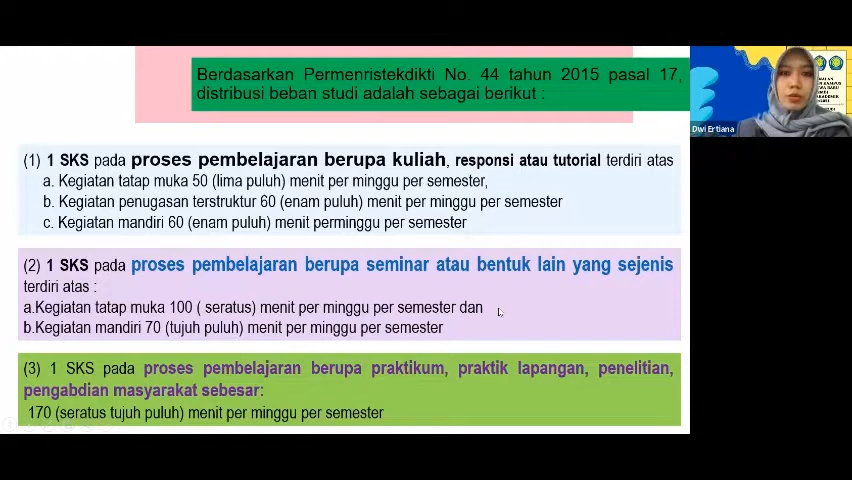 Berdasarkan Permenristekdikti No. 44 tahun 2015 pasal 17,
distribusi beban studi adalah sebagai berikut :
(1) 1 SKS pada proses pembelajaran berupa kuliah, responsi atau tutorial terdiri atas
a. Kegiatan tatap muka 50 (lima puluh) menit per minggu per semester,
b. Kegiatan penugasan terstruktur 60 (enam puluh) menit per minggu per semester
c. Kegiatan mandiri 60 (enam puluh) menit perminggu per semester
(2) 1 SKS pada proses pembelajaran berupa seminar atau bentuk lain yang sejenis
terdiri atas :
a.Kegiatan tatap muka 100 ( seratus) menit per minggu per semester dan
b.Kegiatan mandiri 70 (tujuh puluh) menit per minggu per semester
(3) 1 SKS pada proses pembelajaran berupa praktikum, praktik lapangan, penelitian,
pengabdian masyarakat sebesar:
170 (seratus tujuh puluh) menit per minggu per semester
Dwi Ertiana